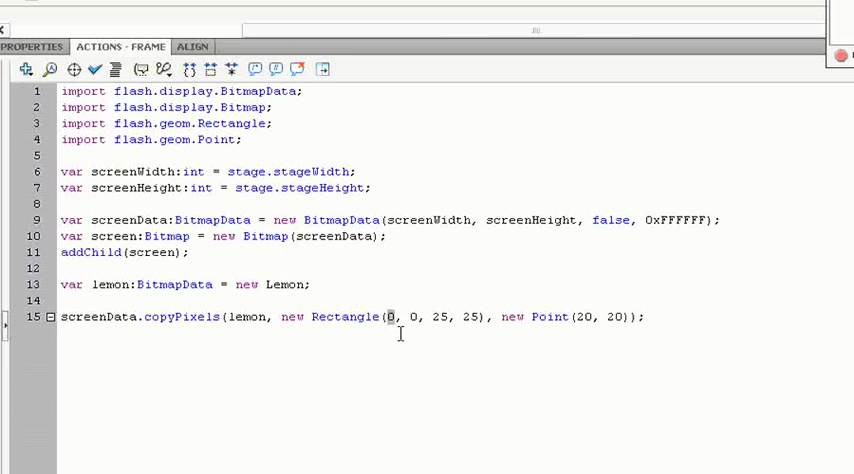 PROPERTIES ACTIONS - FRAME ALIGN
1 import flash.display.BitmapData;
2 import flash.display.Bitmap;
3 import flash.geom.Rectangle;
4 import flash.geom.Point;
5
6 var screenWidth:int = stage.stageWidth;
7 var screenHeight:int = stage.stageHeight;
8
9 var screenData:BitmapData = new BitmapData(screenWidth, screenHeight, false, 0xFFFFFF);
10 var screen:Bitmap = new Bitmap(screenData);
11 addChild(screen);
12
13 var lemon:BitmapData = new Lemon;
14
15 screenData.copyPixels(lemon, new Rectangle(0, 0, 25, 25), new Point(20, 20));